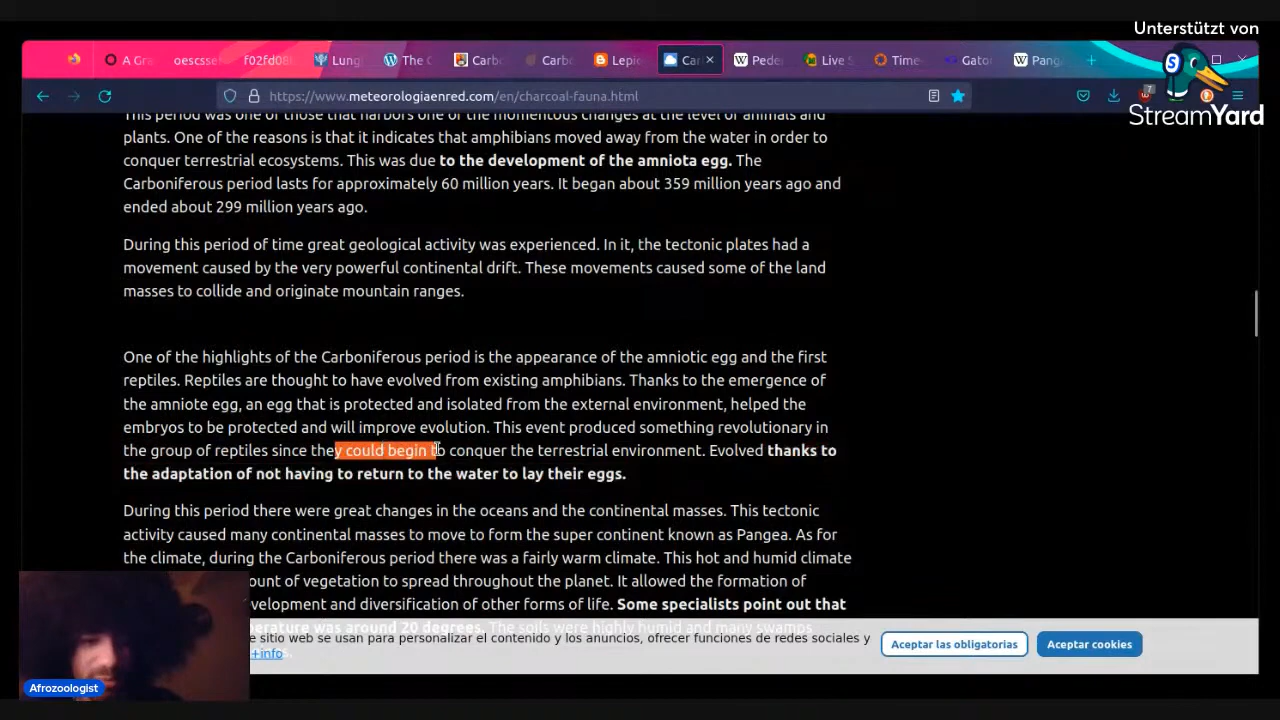 Unterstützt von
StreamYard
A Gra
oescsse
f02fd08
Lung
The C
Carbo
Carbo
Lepic
Car
Pede
Live S
Time
Gato
Pang
https://www.meteorologiaenred.com/en/charcoal-fauna.html
This period was one of those that harbors one of the momentous changes at the level of animals and
plants. One of the reasons is that it indicates that amphibians moved away from the water in order to
conquer terrestrial ecosystems. This was due to the development of the amniota egg. The
Carboniferous period lasts for approximately 60 million years. It began about 359 million years ago and
ended about 299 million years ago.
During this period of time great geological activity was experienced. In it, the tectonic plates had a
movement caused by the very powerful continental drift. These movements caused some of the land
masses to collide and originate mountain ranges.
One of the highlights of the Carboniferous period is the appearance of the amniotic egg and the first
reptiles. Reptiles are thought to have evolved from existing amphibians. Thanks to the emergence of
the amniote egg, an egg that is protected and isolated from the external environment, helped the
embryos to be protected and will improve evolution. This event produced something revolutionary in
the group of reptiles since they could begin to conquer the terrestrial environment. Evolved thanks to
the adaptation of not having to return to the water to lay their eggs.
During this period there were great changes in the oceans and the continental masses. This tectonic
activity caused many continental masses to move to form the super continent known as Pangea. As for
the climate, during the Carboniferous period there was a fairly warm climate. This hot and humid climate
ount of vegetation to spread throughout the planet. It allowed the formation of
velopment and diversification of other forms of life. Some specialists point out that
perature was around 20 degrees. The soils were highly humid and many swamps
e sitio web se usan para personalizar el contenido y los anuncios, ofrecer funciones de redes sociales y
+info
Aceptar las obligatorias
Aceptar cookies
Afrozoologist